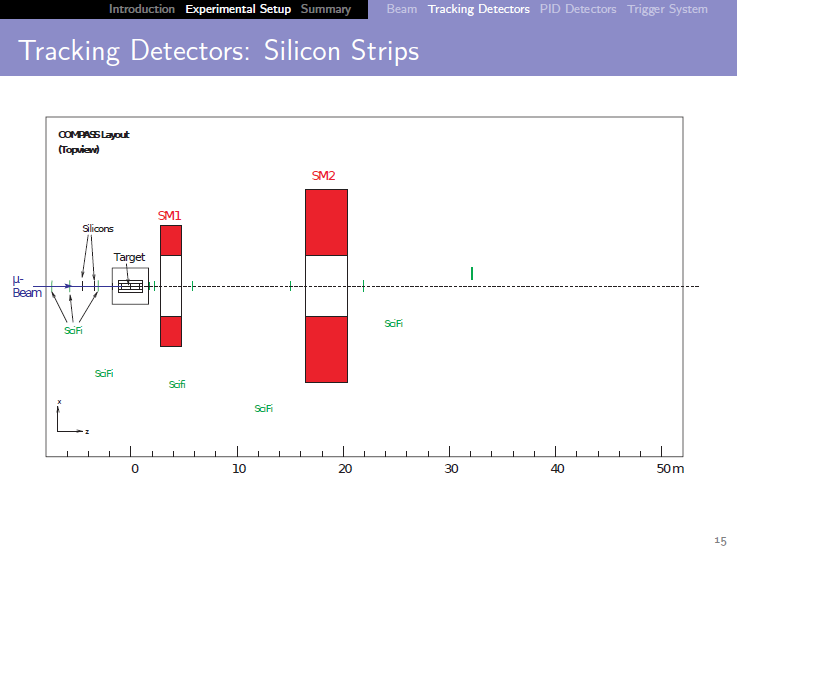 Introduction Experimental Setup Summary Beam Tracking Detectors PID Detectors Trigger System
Tracking Detectors: Silicon Strips
COMPASS Layout
(Topview)
SM2
SM1
Silicons
Target
μ-
Beam
SciFi
SciFi
SciFi
Scifi
SciFi
x
z
0 10 20 30 40 50 m
15